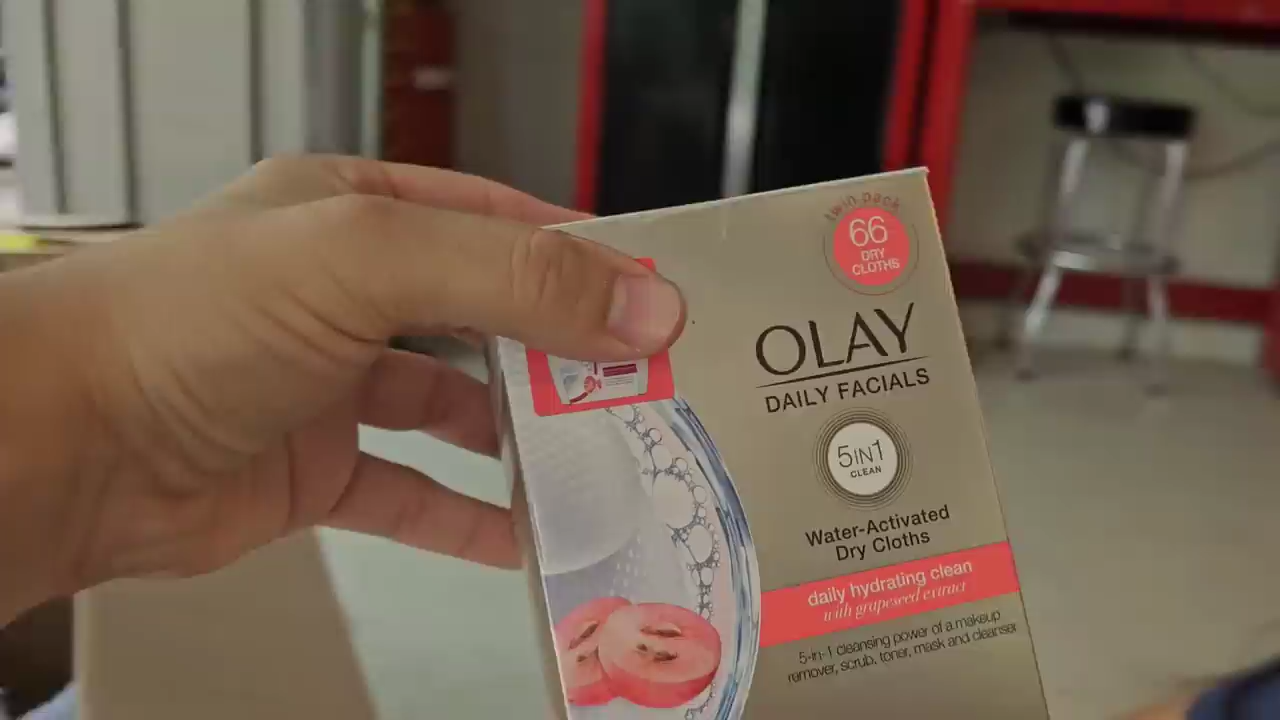 twin pack
66
DRY
CLOTHS
OLAY
DAILY FACIALS
5IN1
CLEAN
Water-Activated
Dry Cloths
daily hydrating clean
with grapeseed extract
5-in-1 cleansing power of a makeup
remover, scrub, toner, mask and cleanser